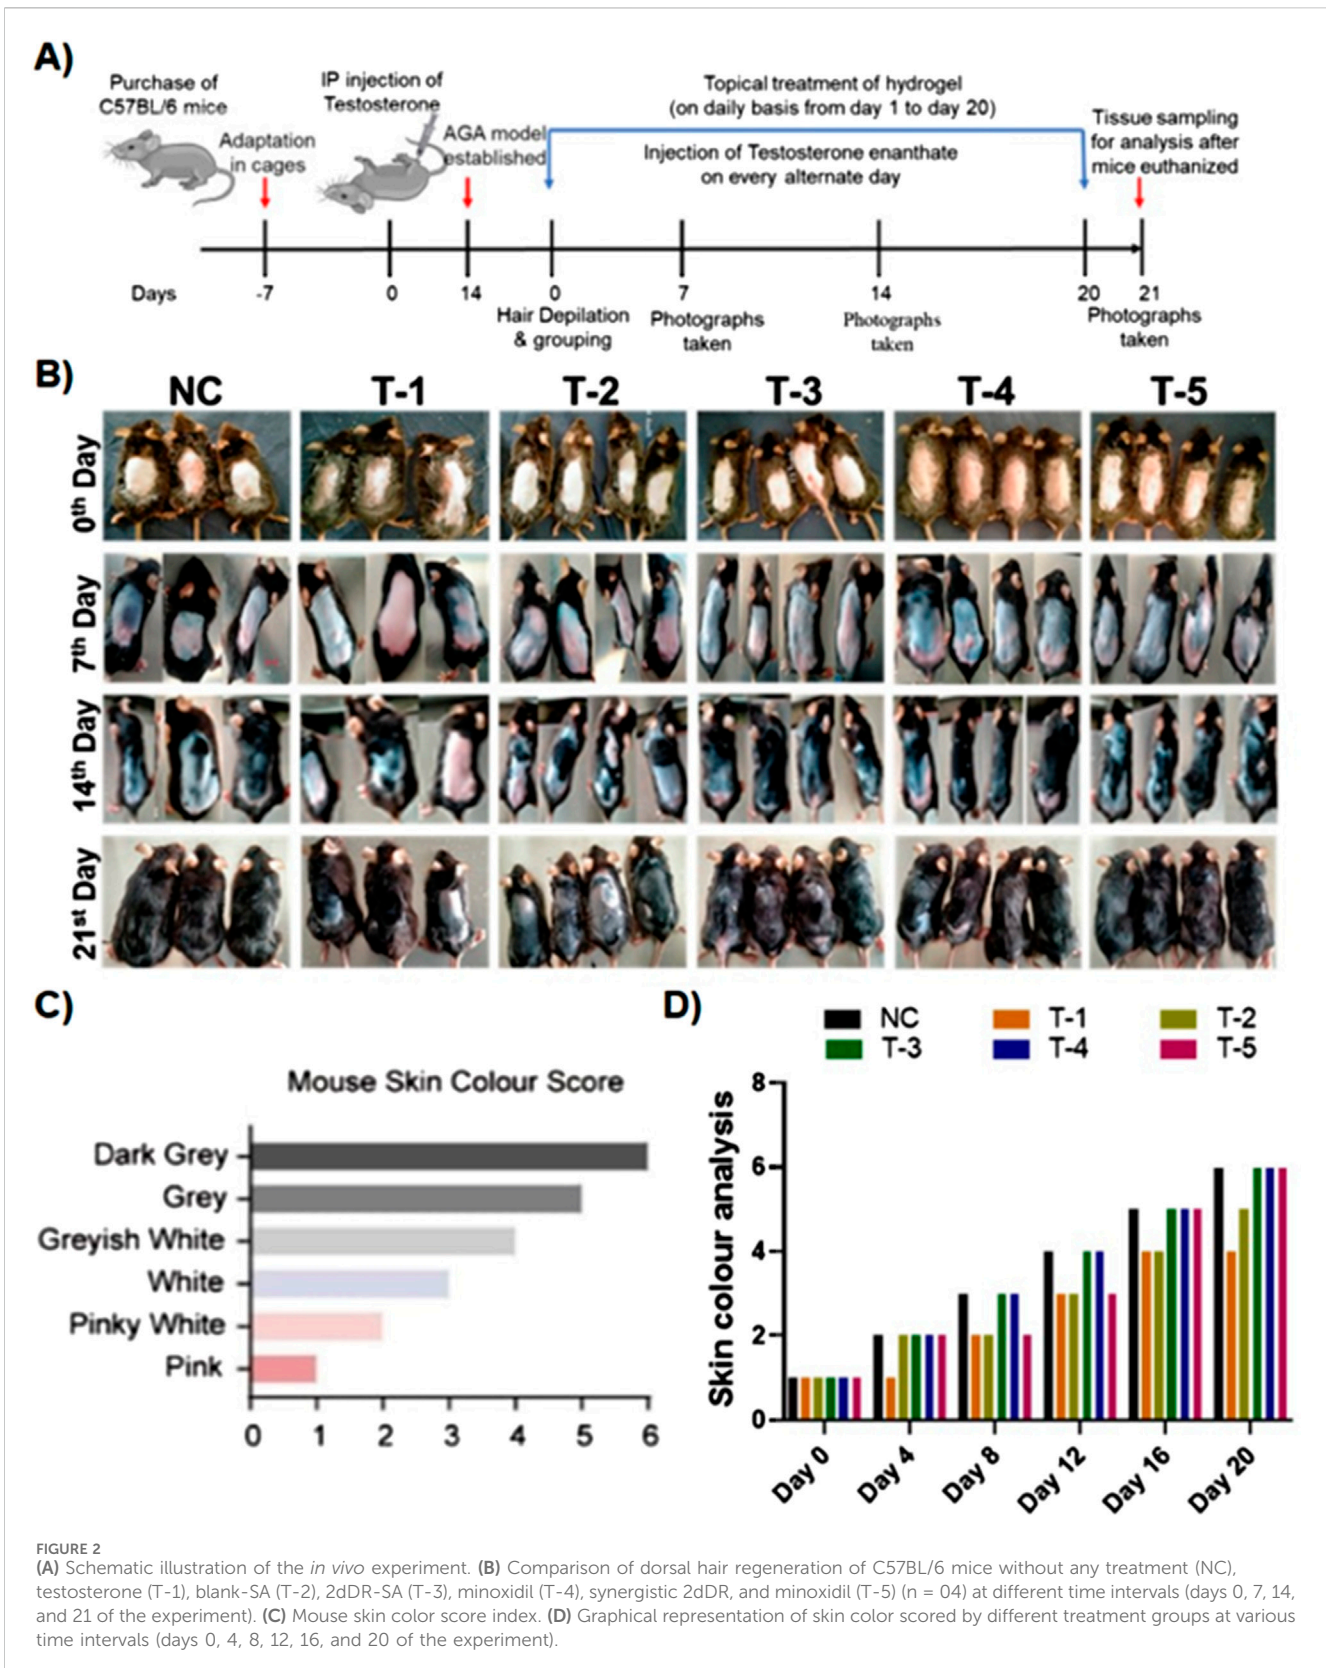 A)
Purchase of
C57BL/6 mice
Adaptation
in cages
IP injection of
Testosterone
AGA model
established
Topical treatment of hydrogel
(on daily basis from day 1 to day 20)
Injection of Testosterone enanthate
on every alternate day
Tissue sampling
for analysis after
mice euthanized
Days
-7
0
14
0
7
14
20
21
Hair Depilation
& grouping
Photographs
taken
Photographs
taken
Photographs
taken
B)
NC
T-1
T-2
T-3
T-4
T-5
0th Day
7th Day
14th Day
21st Day
C)
Mouse Skin Colour Score
Dark Grey
Grey
Greyish White
White
Pinky White
Pink
0 1 2 3 4 5 6
D)
NC T-1 T-2
T-3 T-4 T-5
Skin colour analysis
8
6
4
2
0
Day 0
Day 4
Day 8
Day 12
Day 16
Day 20
FIGURE 2
(A) Schematic illustration of the in vivo experiment. (B) Comparison of dorsal hair regeneration of C57BL/6 mice without any treatment (NC),
testosterone (T-1), blank-SA (T-2), 2dDR-SA (T-3), minoxidil (T-4), synergistic 2dDR, and minoxidil (T-5) (n = 04) at different time intervals (days 0, 7, 14,
and 21 of the experiment). (C) Mouse skin color score index. (D) Graphical representation of skin color scored by different treatment groups at various
time intervals (days 0, 4, 8, 12, 16, and 20 of the experiment).